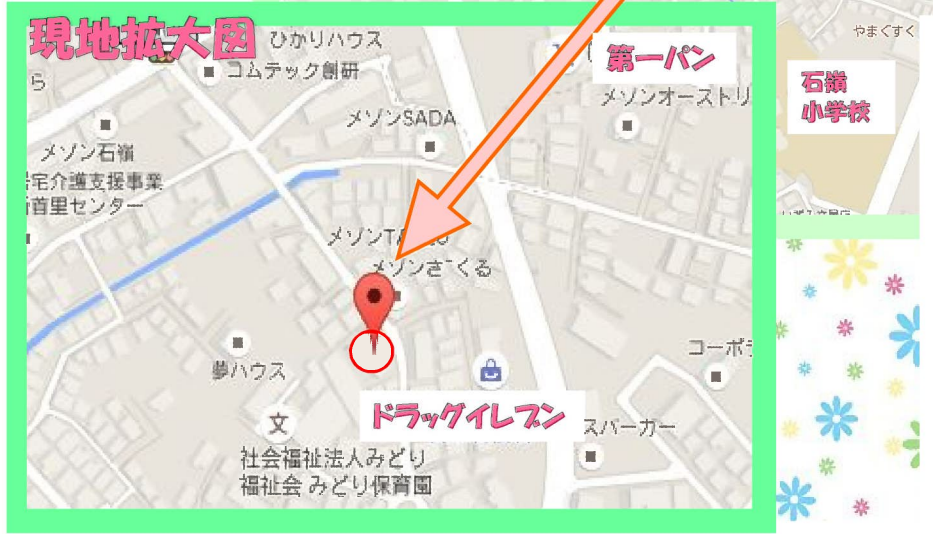 現地拡大図
ひかりハウス
コムテック創研
ら
第一パン
メゾンオーストリ
やまぐすく
石嶺
小学校
メゾンSADA
メゾン石嶺
宅介護支援事業
首里センター
メゾンさくる
夢ハウス
コーポラ
ドラッグイレブン
スバーガー
文
社会福祉法人みどり
福祉会 みどり保育園